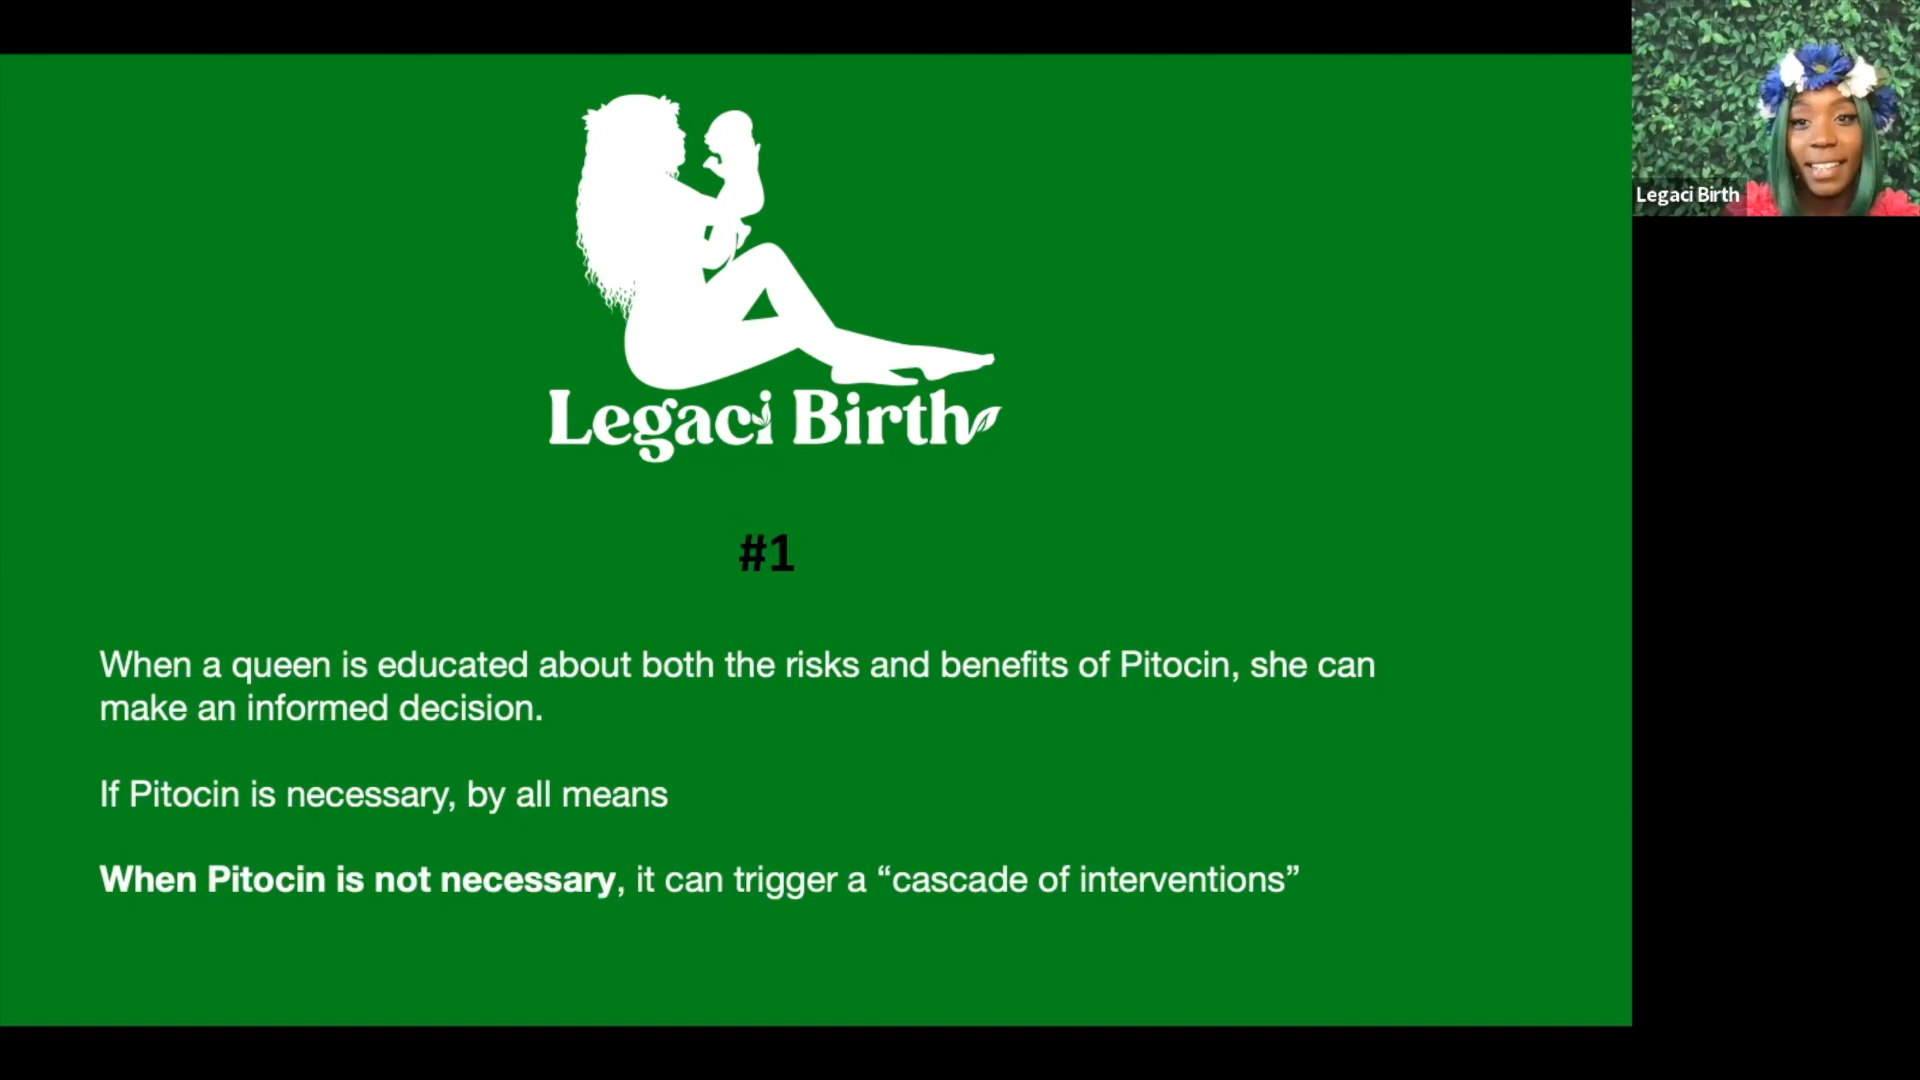 Legaci Birth
Legaci Birth
#1
When a queen is educated about both the risks and benefits of Pitocin, she can
make an informed decision.
If Pitocin is necessary, by all means
When Pitocin is not necessary, it can trigger a “cascade of interventions”